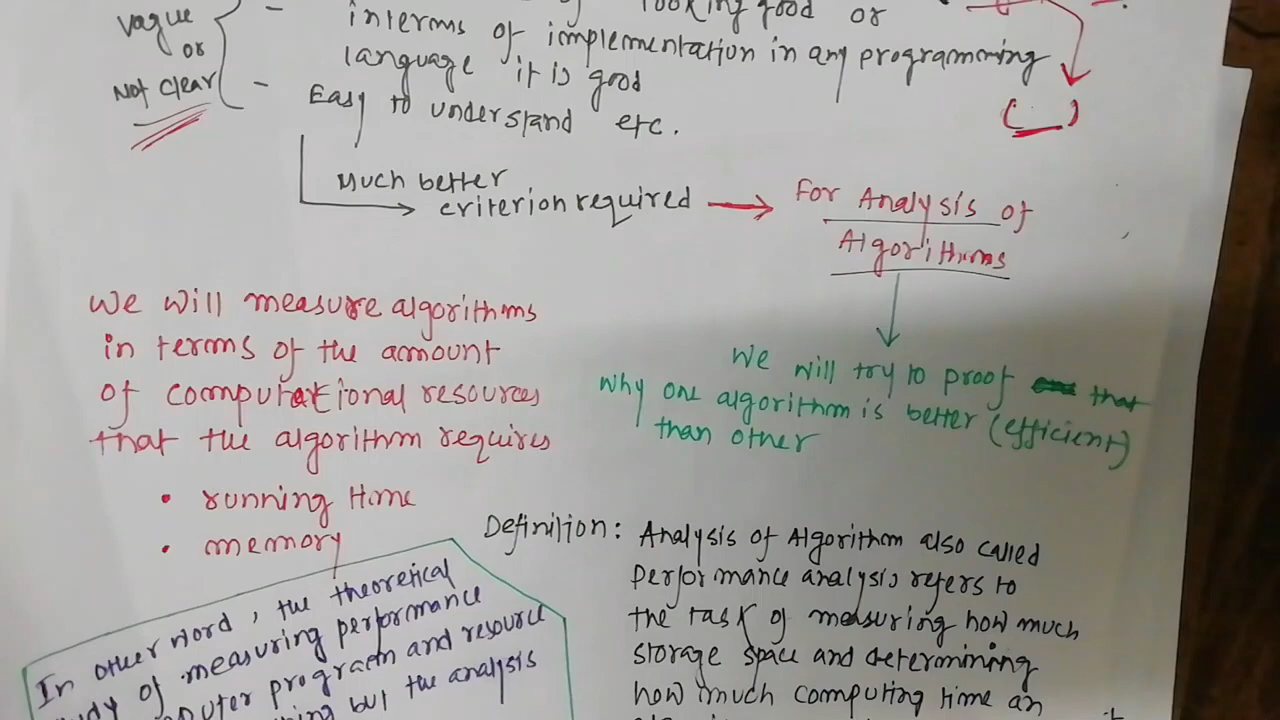 looking good or
vague
or
Not clear
- interms of implementation in any programming
language it is good
- Easy to understand etc.
Much better
criterion required
For Analysis of
Algorithms
We will measure algorithms
in terms of the amount
of computational resources
that the algorithm requires
• running time
• memory
We will try to proof that
why one algorithm is better (efficient)
than other
Definition: Analysis of Algorithm also called
performance analysis refers to
the task of measuring how much
storage space and determining
how much computing time an
In other word, the theoretical
of measuring performance
program and resource
but the analysis